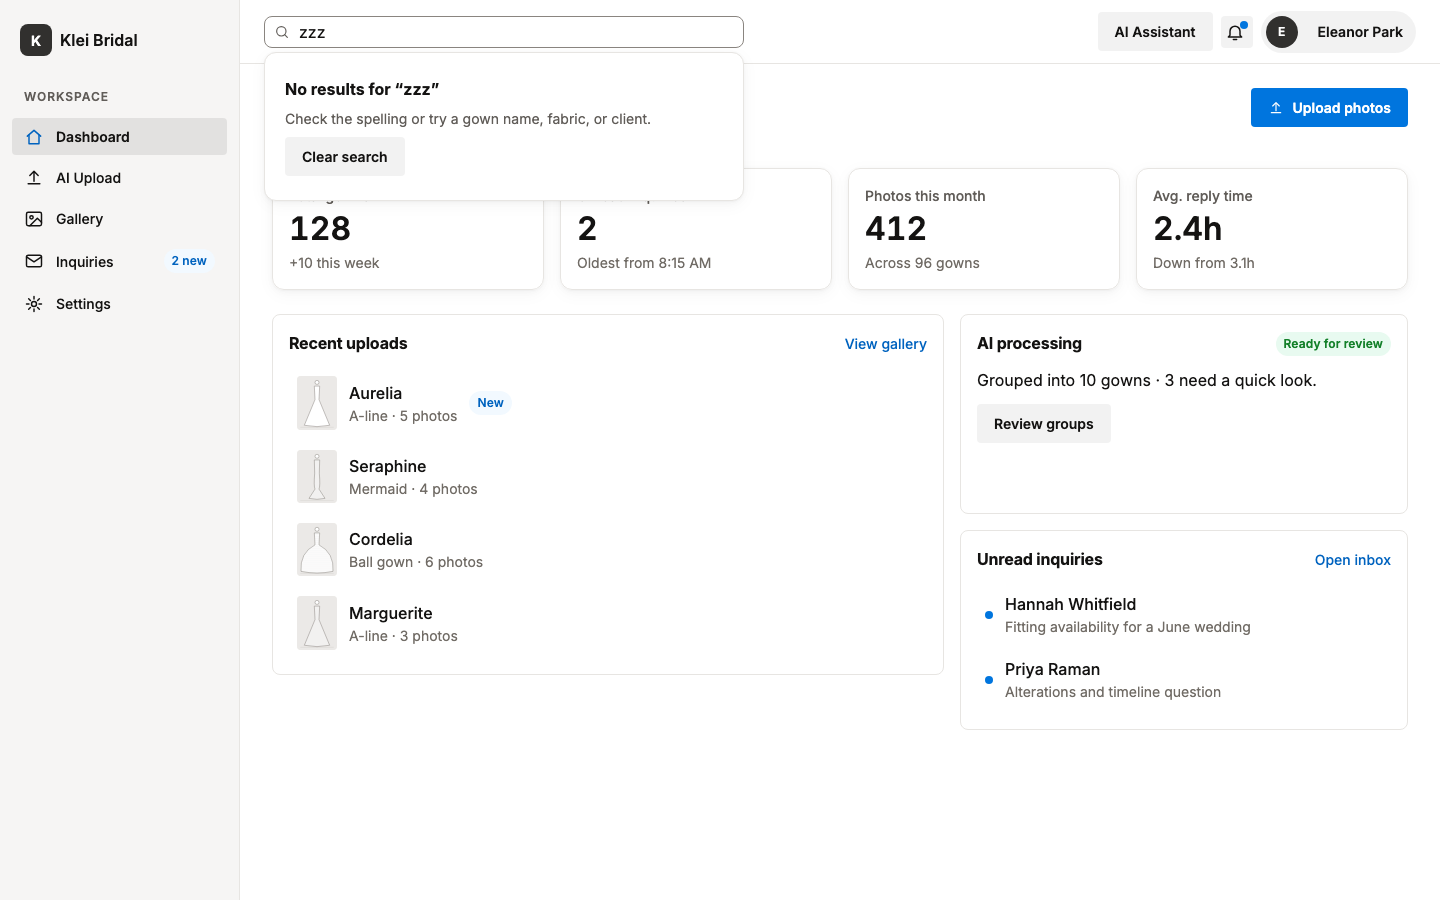 K Klei Bridal
WORKSPACE
Dashboard
AI Upload
Gallery
Inquiries 2 new
Settings
zzz
AI Assistant
E Eleanor Park
No results for “zzz”
Check the spelling or try a gown name, fabric, or client.
Clear search
Upload photos
128
+10 this week
2
Oldest from 8:15 AM
Photos this month
412
Across 96 gowns
Avg. reply time
2.4h
Down from 3.1h
Recent uploads
View gallery
Aurelia
A-line · 5 photos
New
Seraphine
Mermaid · 4 photos
Cordelia
Ball gown · 6 photos
Marguerite
A-line · 3 photos
AI processing
Ready for review
Grouped into 10 gowns · 3 need a quick look.
Review groups
Unread inquiries
Open inbox
Hannah Whitfield
Fitting availability for a June wedding
Priya Raman
Alterations and timeline question